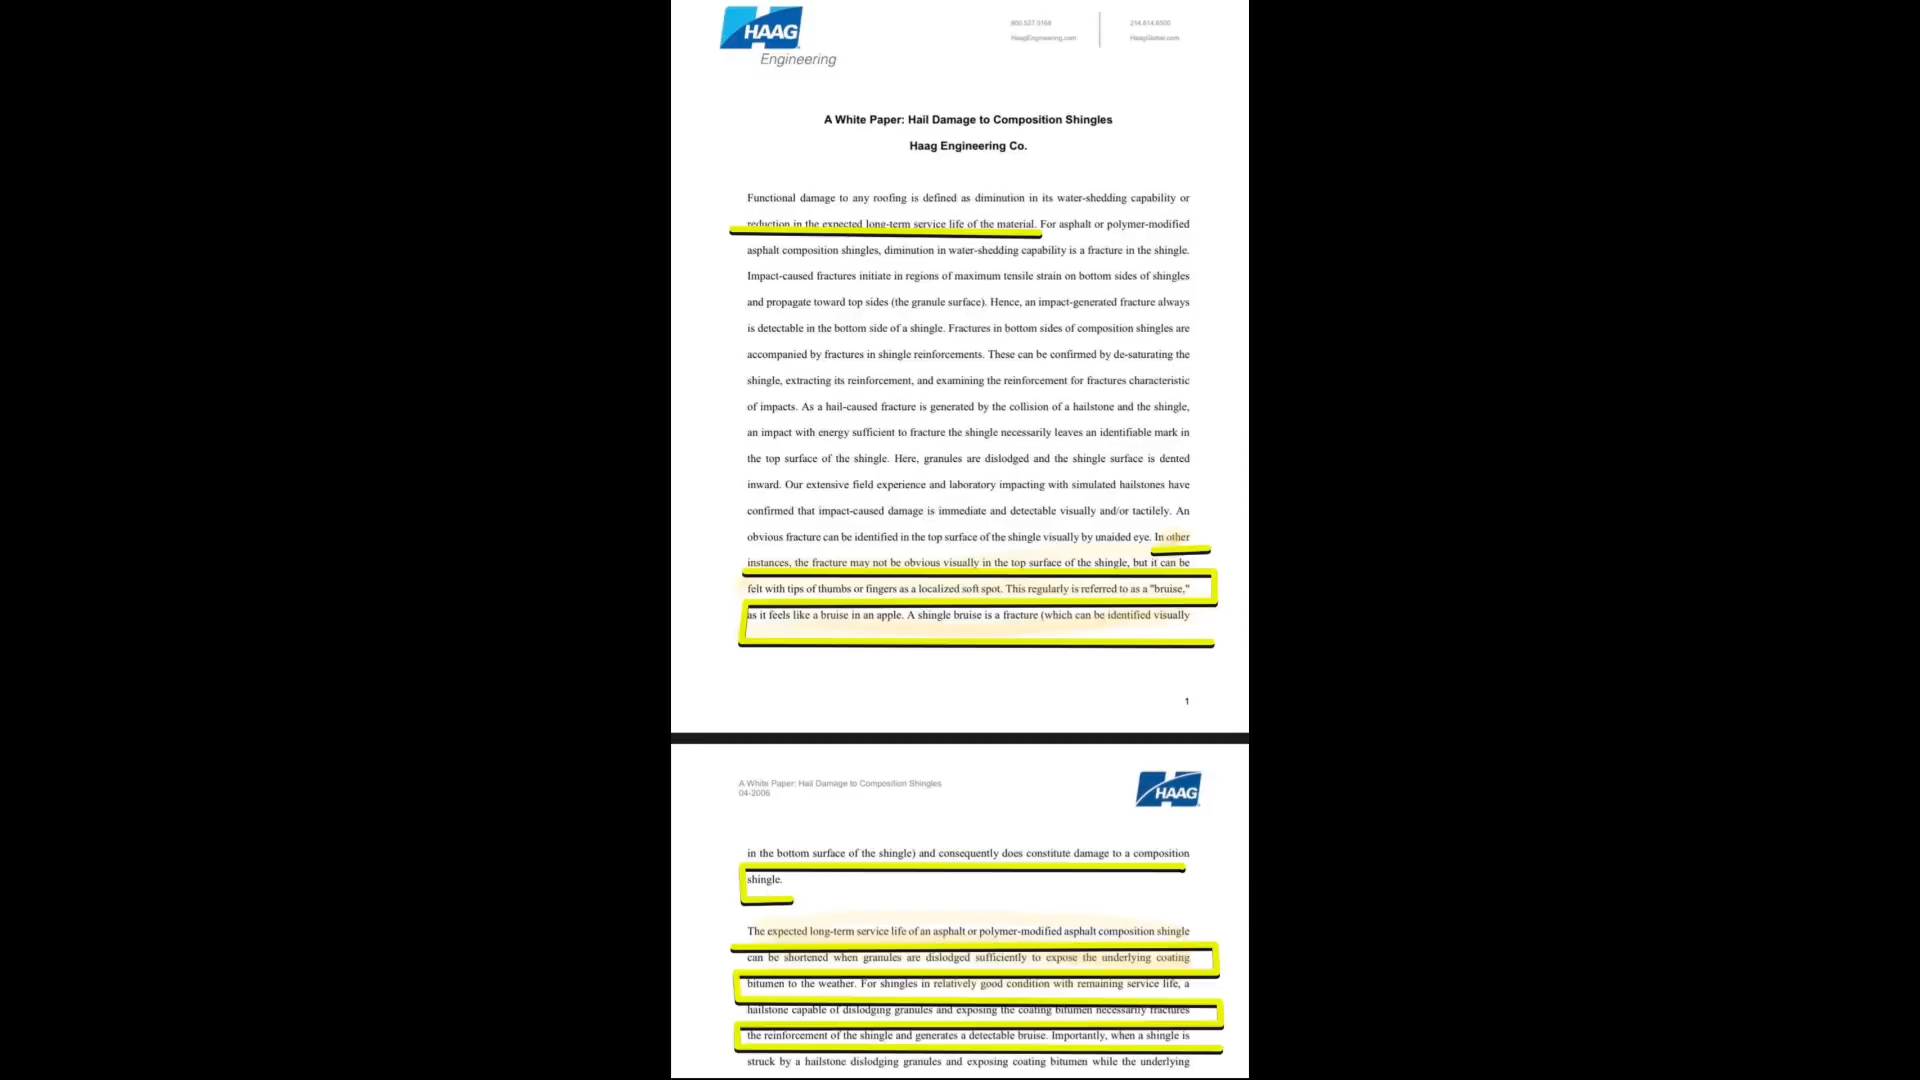 HAAG
Engineering
800.527.0168
HaagEngineering.com
214.614.6500
HaagGlobal.com
A White Paper: Hail Damage to Composition Shingles
Haag Engineering Co.
Functional damage to any roofing is defined as diminution in its water-shedding capability or
reduction in the expected long-term service life of the material. For asphalt or polymer-modified
asphalt composition shingles, diminution in water-shedding capability is a fracture in the shingle.
Impact-caused fractures initiate in regions of maximum tensile strain on bottom sides of shingles
and propagate toward top sides (the granule surface). Hence, an impact-generated fracture always
is detectable in the bottom side of a shingle. Fractures in bottom sides of composition shingles are
accompanied by fractures in shingle reinforcements. These can be confirmed by de-saturating the
shingle, extracting its reinforcement, and examining the reinforcement for fractures characteristic
of impacts. As a hail-caused fracture is generated by the collision of a hailstone and the shingle,
an impact with energy sufficient to fracture the shingle necessarily leaves an identifiable mark in
the top surface of the shingle. Here, granules are dislodged and the shingle surface is dented
inward. Our extensive field experience and laboratory impacting with simulated hailstones have
confirmed that impact-caused damage is immediate and detectable visually and/or tactilely. An
obvious fracture can be identified in the top surface of the shingle visually by unaided eye. In other
instances, the fracture may not be obvious visually in the top surface of the shingle, but it can be
felt with tips of thumbs or fingers as a localized soft spot. This regularly is referred to as a "bruise,"
as it feels like a bruise in an apple. A shingle bruise is a fracture (which can be identified visually
1
A White Paper: Hail Damage to Composition Shingles
04-2006
HAAG
in the bottom surface of the shingle) and consequently does constitute damage to a composition
shingle.
The expected long-term service life of an asphalt or polymer-modified asphalt composition shingle
can be shortened when granules are dislodged sufficiently to expose the underlying coating
bitumen to the weather. For shingles in relatively good condition with remaining service life, a
hailstone capable of dislodging granules and exposing the coating bitumen necessarily fractures
the reinforcement of the shingle and generates a detectable bruise. Importantly, when a shingle is
struck by a hailstone dislodging granules and exposing coating bitumen while the underlying